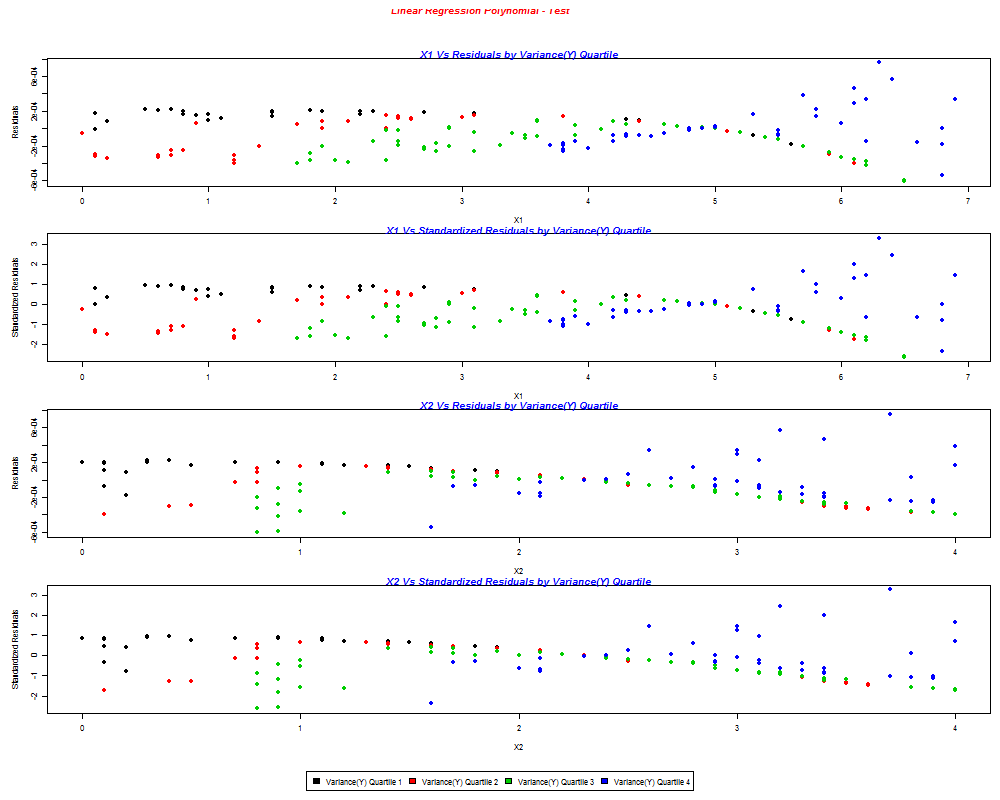 Linear Regression Polynomial - Test
X1 Vs Residuals by Variance(Y) Quartile
Residuals
-6e-04 -2e-04 2e-04 6e-04
0 1 2 3 4 5 6 7
X1
X1 Vs Standardized Residuals by Variance(Y) Quartile
Standardized Residuals
-2 -1 0 1 2 3
0 1 2 3 4 5 6 7
X1
X2 Vs Residuals by Variance(Y) Quartile
Residuals
-6e-04 -2e-04 2e-04 6e-04
0 1 2 3 4
X2
X2 Vs Standardized Residuals by Variance(Y) Quartile
Standardized Residuals
-2 -1 0 1 2 3
0 1 2 3 4
X2
Variance(Y) Quartile 1 Variance(Y) Quartile 2 Variance(Y) Quartile 3 Variance(Y) Quartile 4